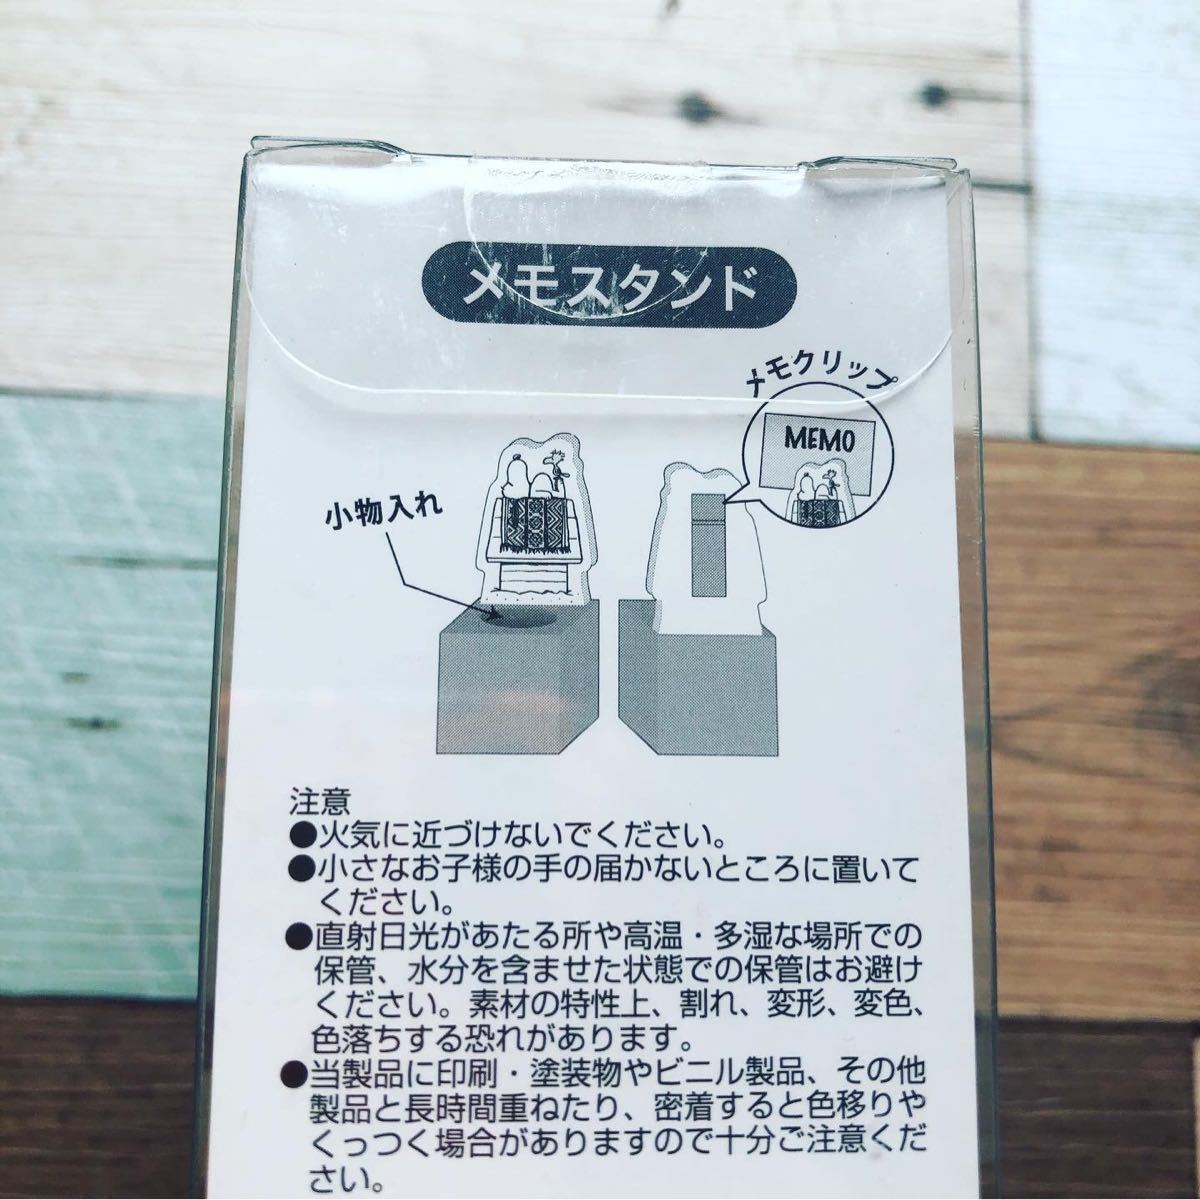 メモスタンド
メモクリップ
MEMO
小物入れ
注意
●火気に近づけないでください。
●小さなお子様の手の届かないところに置いて
ください。
●直射日光があたる所や高温・多湿な場所での
保管、水分を含ませた状態での保管はお避け
ください。素材の特性上、割れ、変形、変色、
色落ちする恐れがあります。
●当製品に印刷・塗装物やビニル製品、その他
製品と長時間重ねたり、密着すると色移りや
くっつく場合がありますので十分ご注意くだ
さい。